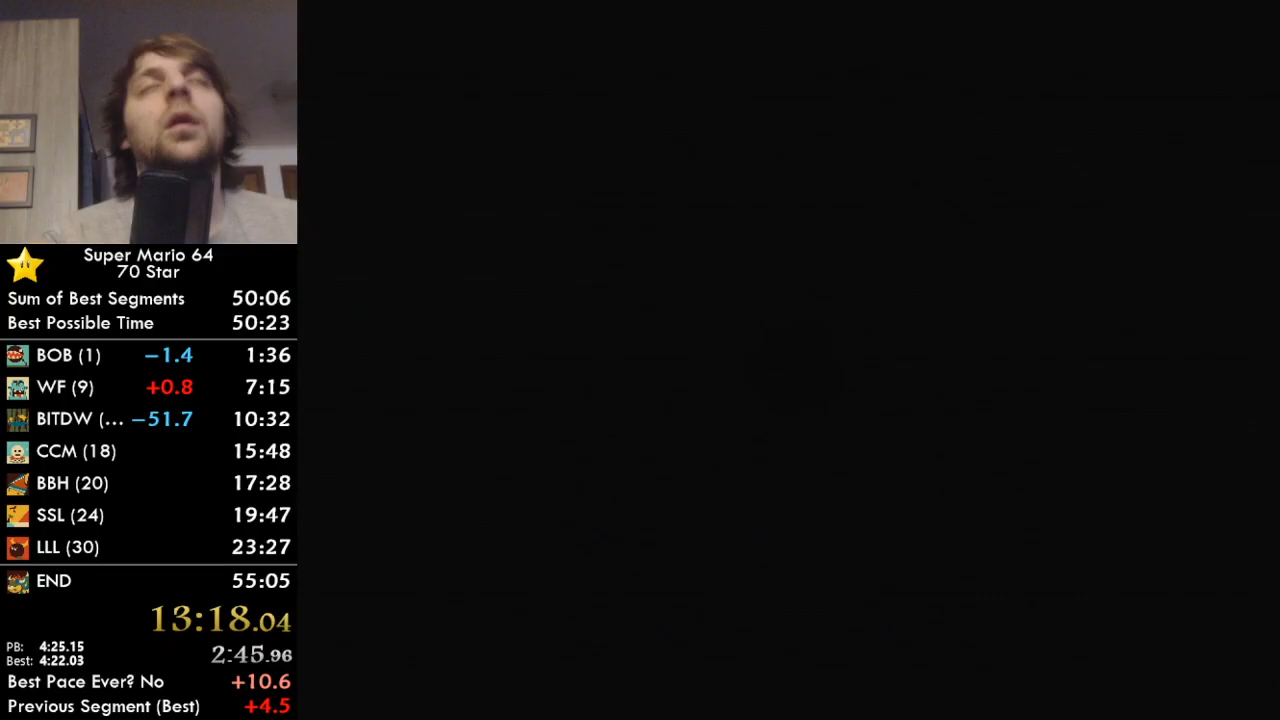 Super Mario 64
70 Star
Sum of Best Segments 50:06
Best Possible Time 50:23
BOB (1) −1.4 1:36
WF (9) +0.8 7:15
BITDW (... −51.7 10:32
CCM (18) 15:48
BBH (20) 17:28
SSL (24) 19:47
LLL (30) 23:27
END 55:05
13:18.04
PB: 4:25.15
Best: 4:22.03
2:45.96
Best Pace Ever? No +10.6
Previous Segment (Best) +4.5